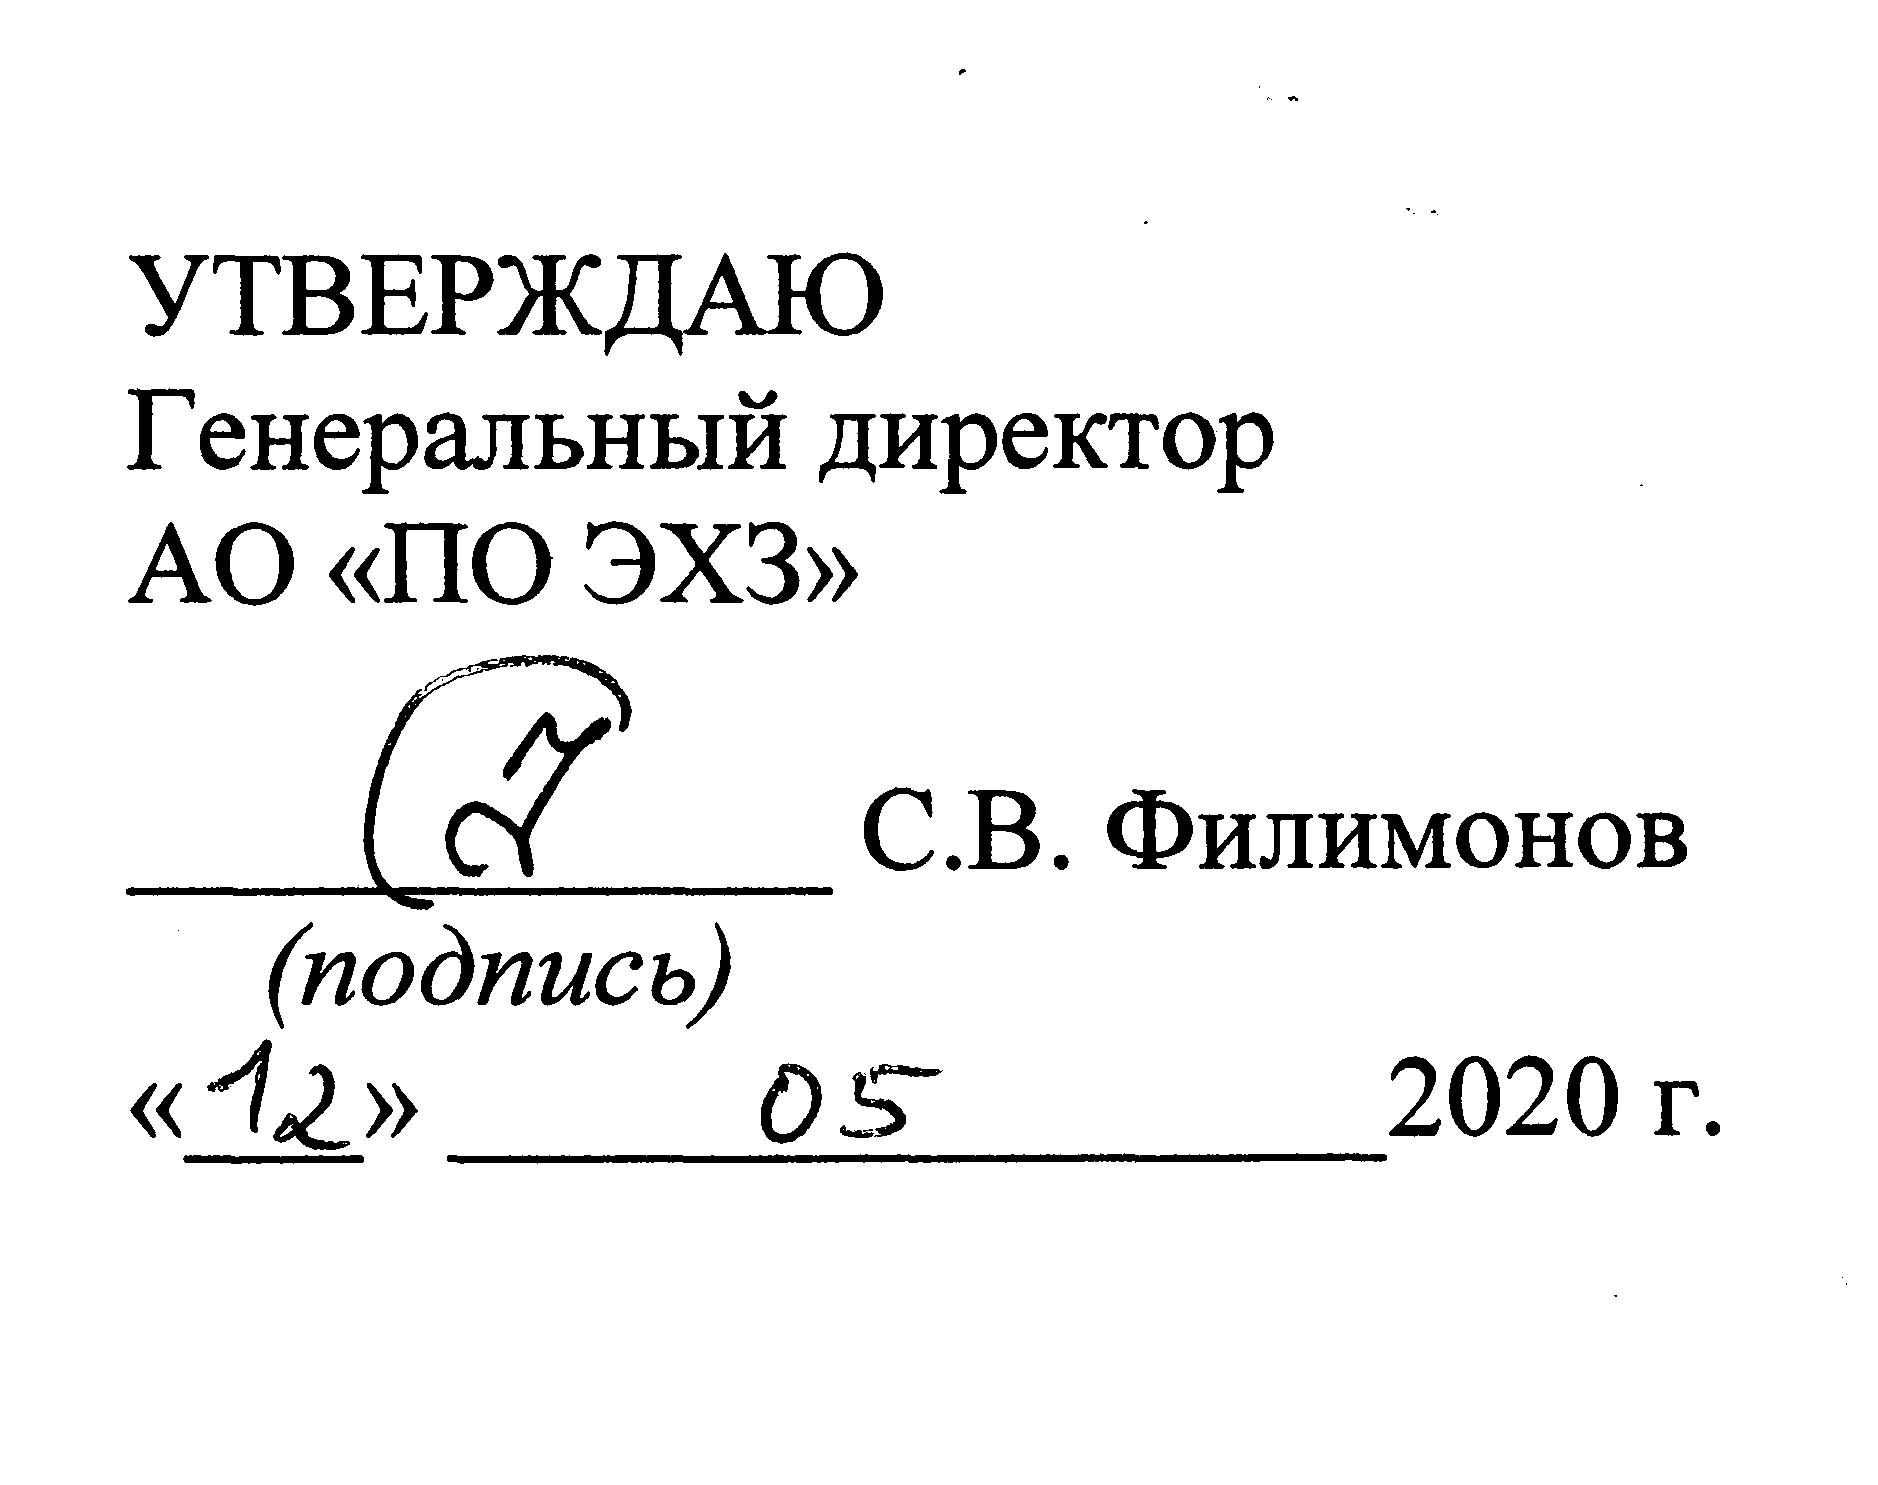 УТВЕРЖДАЮ
Генеральный директор
АО «ПО ЭХЗ»
С.В. Филимонов
(подпись)
«12» 05 2020 г.